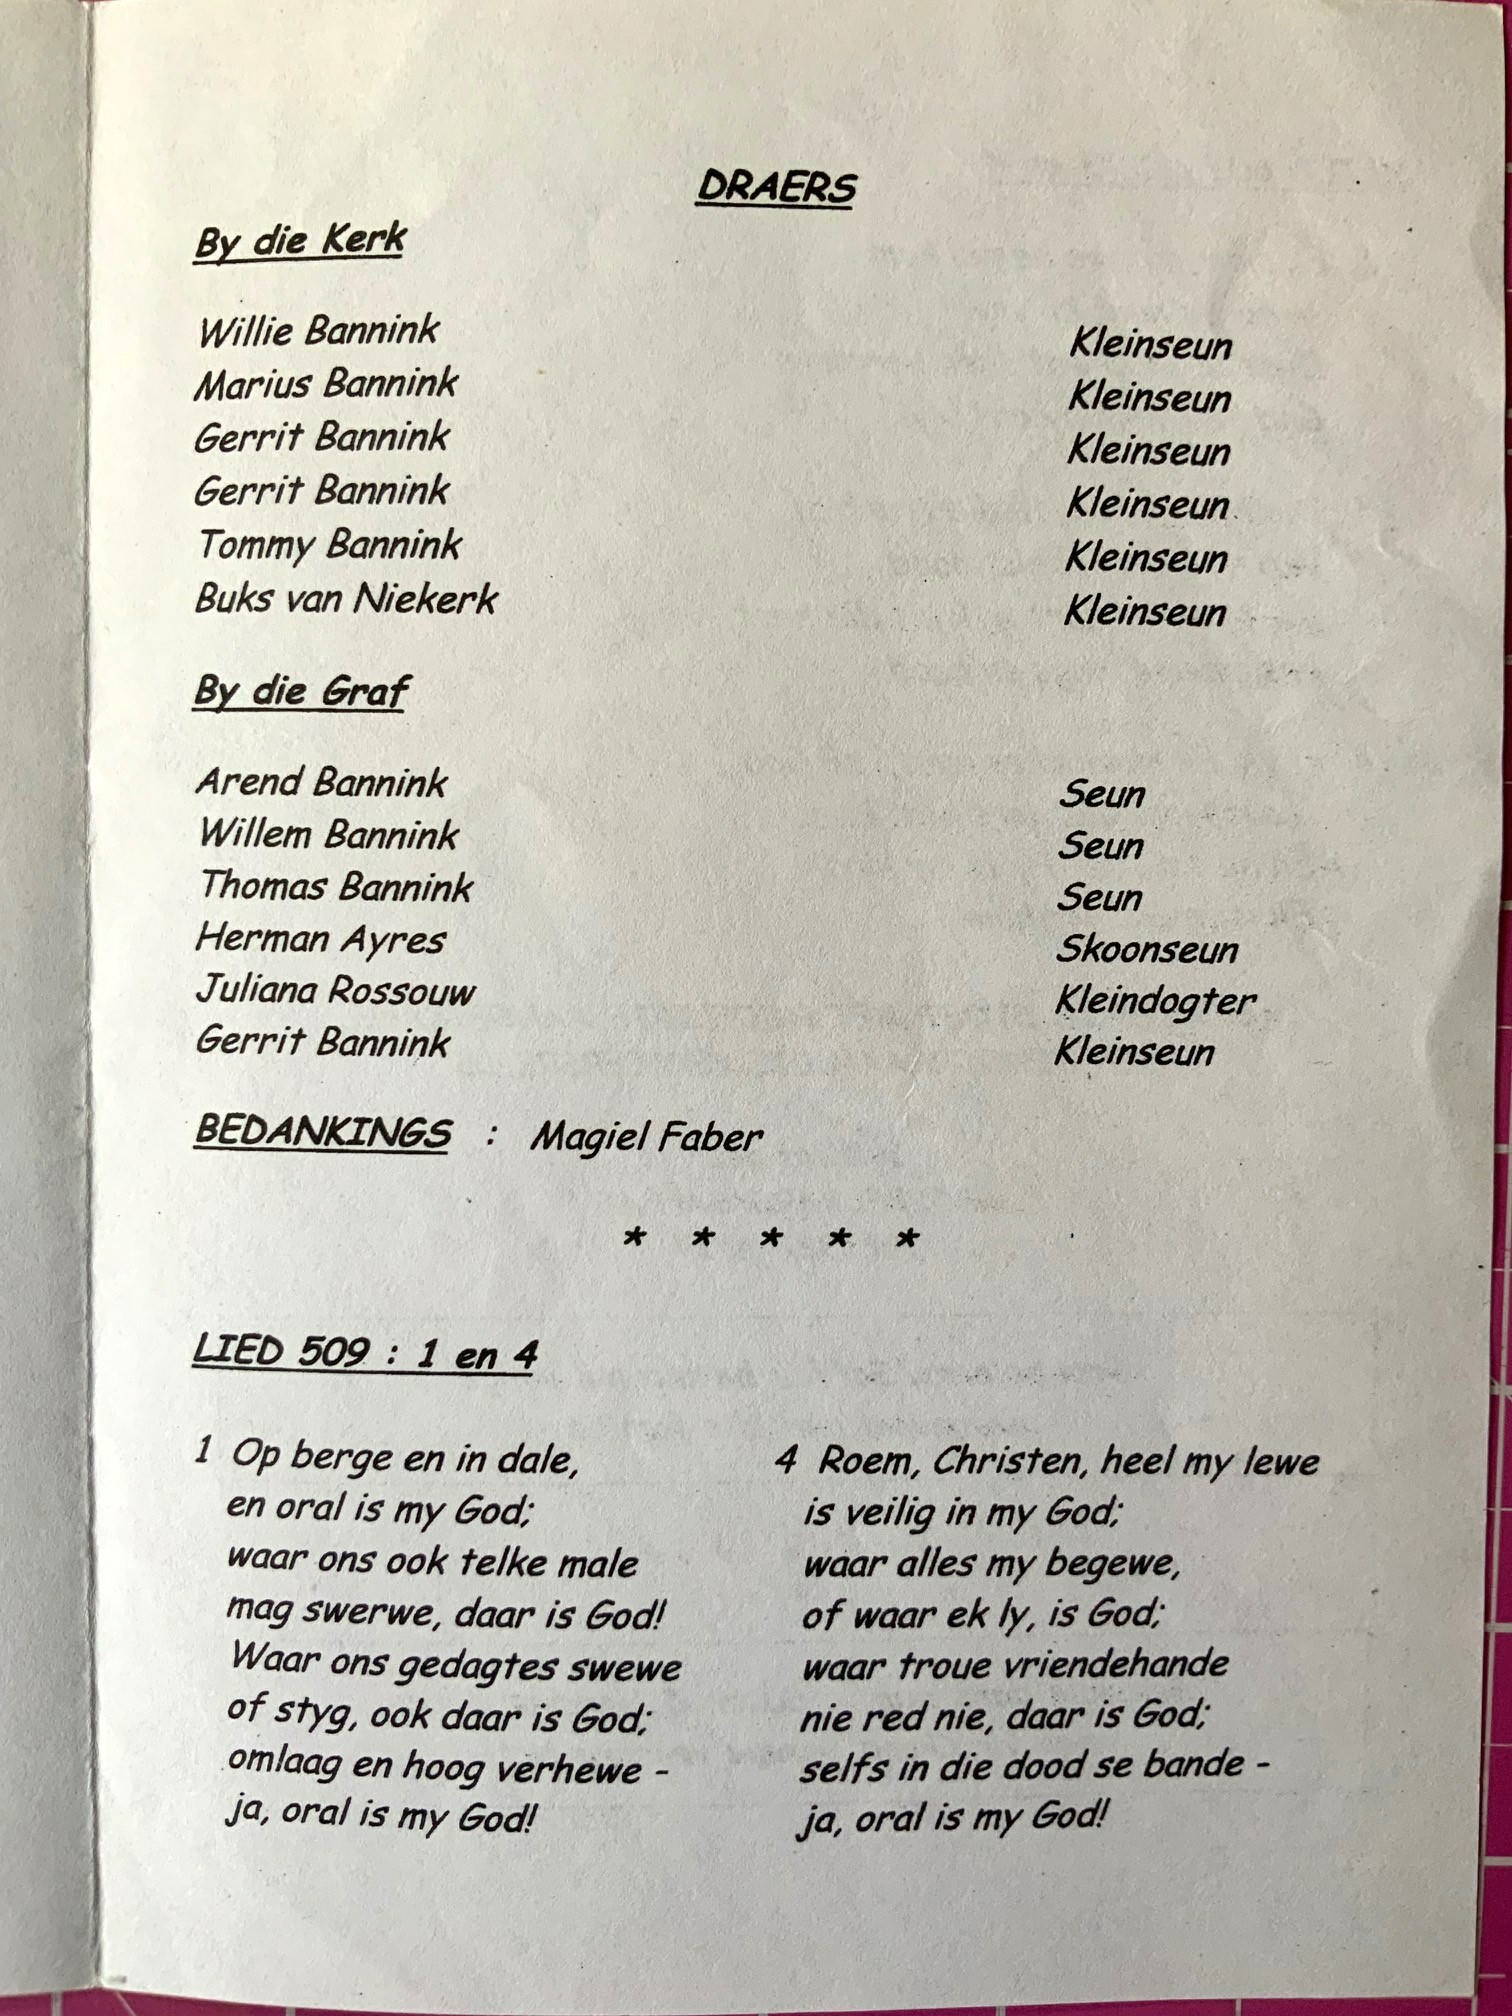 DRAERS
By die Kerk
Willie Bannink Kleinseun
Marius Bannink Kleinseun
Gerrit Bannink Kleinseun
Gerrit Bannink Kleinseun
Tommy Bannink Kleinseun
Buks van Niekerk Kleinseun
By die Graf
Arend Bannink Seun
Willem Bannink Seun
Thomas Bannink Seun
Herman Ayres Skoonseun
Juliana Rossouw Kleindogter
Gerrit Bannink Kleinseun
BEDANKINGS : Magiel Faber
* * * * *
LIED 509 : 1 en 4
1 Op berge en in dale,
en oral is my God;
waar ons ook telke male
mag swerwe, daar is God!
Waar ons gedagtes swewe
of styg, ook daar is God;
omlaag en hoog verhewe -
ja, oral is my God!
4 Roem, Christen, heel my lewe
is veilig in my God;
waar alles my begewe,
of waar ek ly, is God;
waar troue vriendehande
nie red nie, daar is God;
selfs in die dood se bande -
ja, oral is my God!